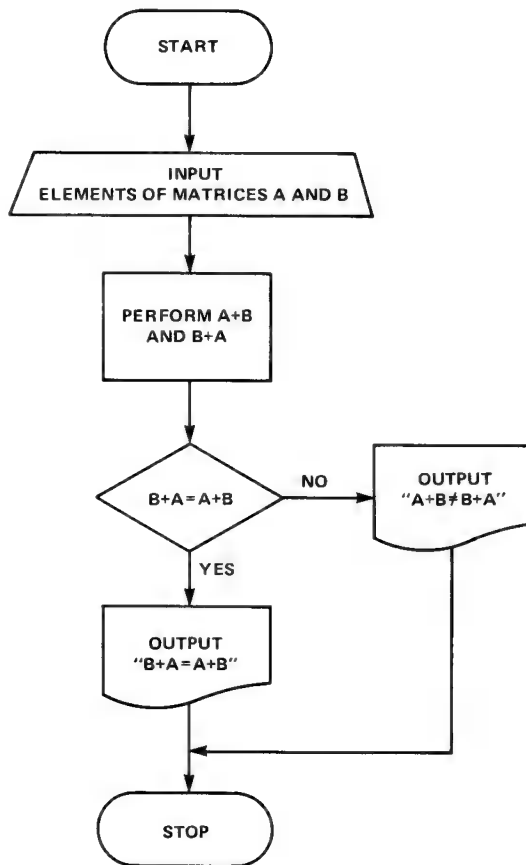 START
INPUT
ELEMENTS OF MATRICES A AND B
PERFORM A+B
AND B+A
B+A=A+B
NO
OUTPUT
"A+B≠B+A"
YES
OUTPUT
"B+A=A+B"
STOP